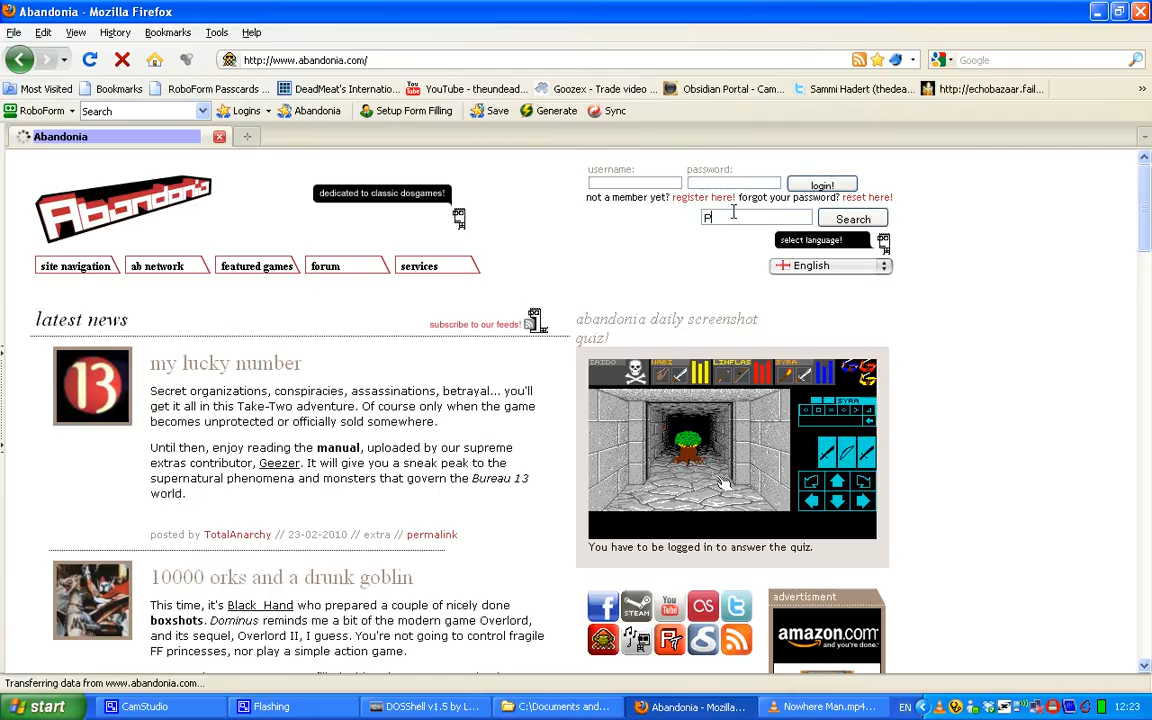 Abandonia - Mozilla Firefox
File Edit View History Bookmarks Tools Help
http://www.abandonia.com/
Google
Most Visited Bookmarks RoboForm Passcards ... DeadMeat's Internatio... YouTube - theundead... Goozex - Trade video ... Obsidian Portal - Cam... Sammi Hadert (thedea... http://echobazaar.fail... »
RoboForm Search Logins Abandonia Setup Form Filling Save Generate Sync
Abandonia
Abandonia
dedicated to classic dosgames!
username: password:
login!
not a member yet? register here! forgot your password? reset here!
P Search
select language!
English
site navigation ab network featured games forum services
latest news
subscribe to our feeds!
my lucky number
13
Secret organizations, conspiracies, assassinations, betrayal... you'll
get it all in this Take-Two adventure. Of course only when the game
becomes unprotected or officially sold somewhere.
Until then, enjoy reading the manual, uploaded by our supreme
extras contributor, Geezer. It will give you a sneak peak to the
supernatural phenomena and monsters that govern the Bureau 13
world.
posted by TotalAnarchy // 23-02-2010 // extra // permalink
10000 orks and a drunk goblin
This time, it's Black_Hand who prepared a couple of nicely done
boxshots. Dominus reminds me a bit of the modern game Overlord,
and its sequel, Overlord II, I guess. You're not going to control fragile
FF princesses, nor play a simple action game.
abandonia daily screenshot
quiz!
IAIDO NABI LINFLAS SYRA
SYRA
You have to be logged in to answer the quiz.
STEAM
You Tube
advertisment
amazon.com
and you're done.
Transferring data from www.abandonia.com...
start CamStudio Flashing DOSShell v1.5 by L... C:\Documents and... Abandonia - Mozilla... Nowhere Man.mp4... EN 12:23